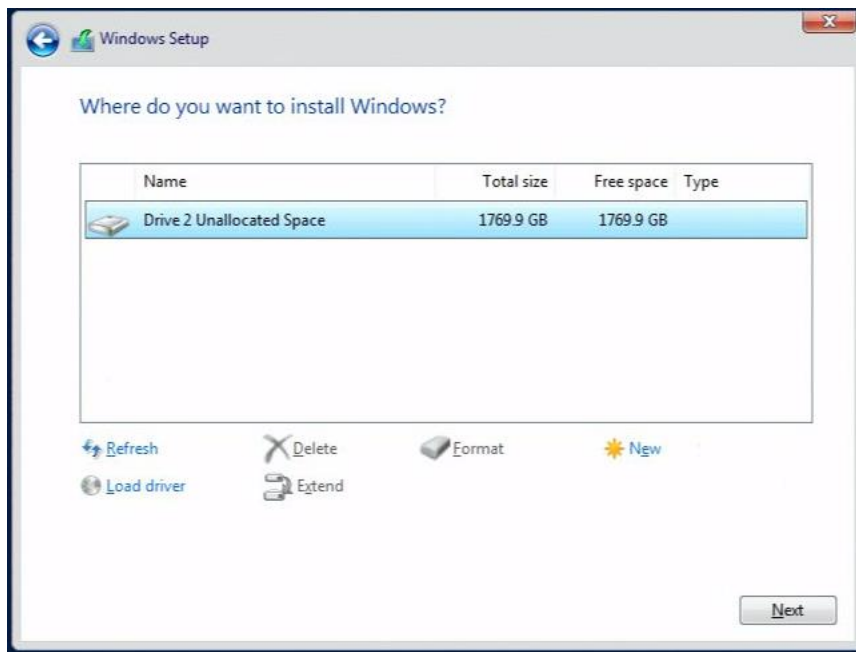 Windows Setup
Where do you want to install Windows?
Name Total size Free space Type
Drive 2 Unallocated Space 1769.9 GB 1769.9 GB
Refresh Delete Format New
Load driver Extend
Next